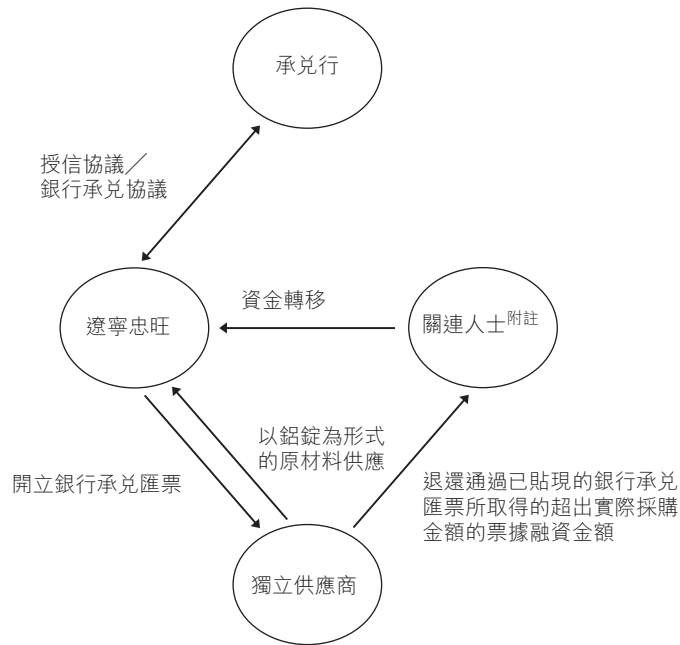 承兑行
授信協議／
銀行承兑協議
遼寧忠旺
資金轉移
關連人士附註
以鋁錠為形式
的原材料供應
開立銀行承兑匯票
退還通過已貼現的銀行承兑
匯票所取得的超出實際採購
金額的票據融資金額
獨立供應商